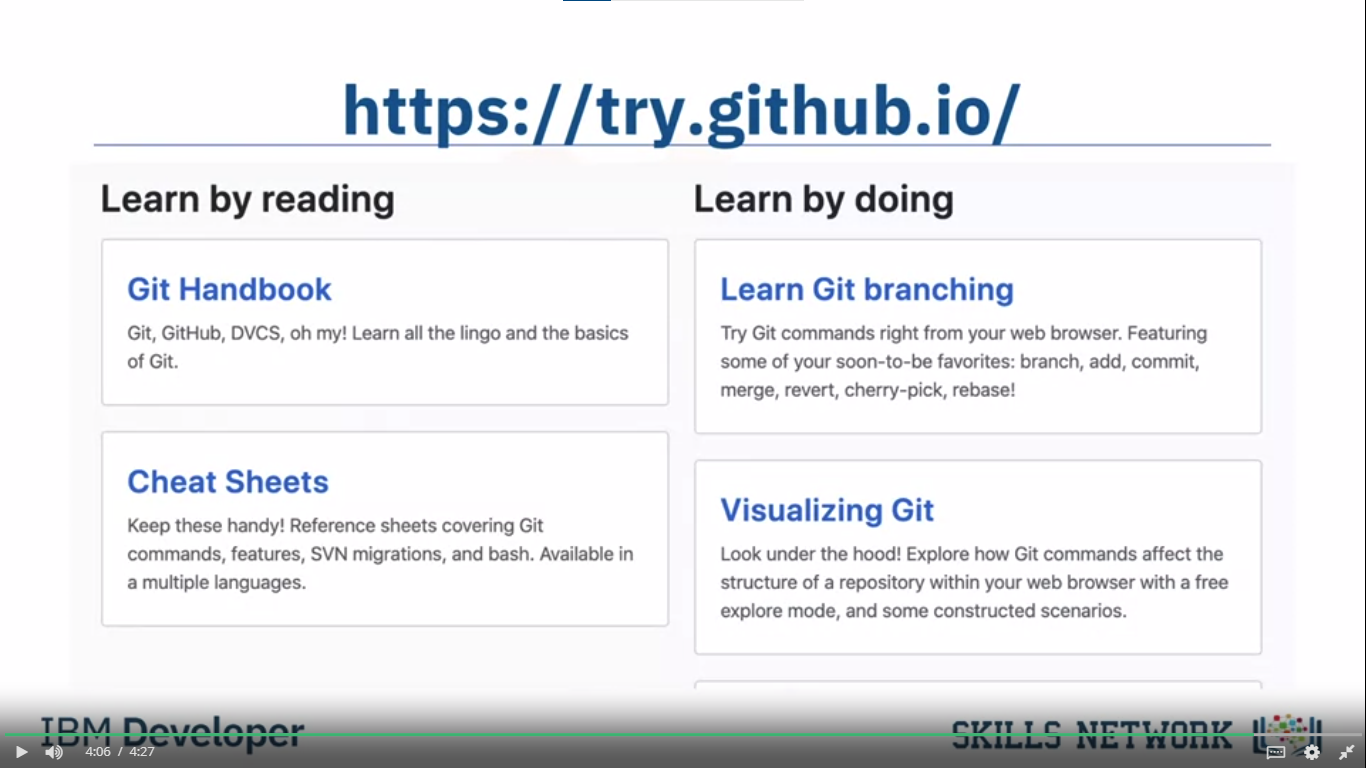 https://try.github.io/
Learn by reading
Git Handbook
Git, GitHub, DVCS, oh my! Learn all the lingo and the basics
of Git.
Cheat Sheets
Keep these handy! Reference sheets covering Git
commands, features, SVN migrations, and bash. Available in
a multiple languages.
Learn by doing
Learn Git branching
Try Git commands right from your web browser. Featuring
some of your soon-to-be favorites: branch, add, commit,
merge, revert, cherry-pick, rebase!
Visualizing Git
Look under the hood! Explore how Git commands affect the
structure of a repository within your web browser with a free
explore mode, and some constructed scenarios.
IBM Developer
SKILLS NETWORK
4:06 / 4:27